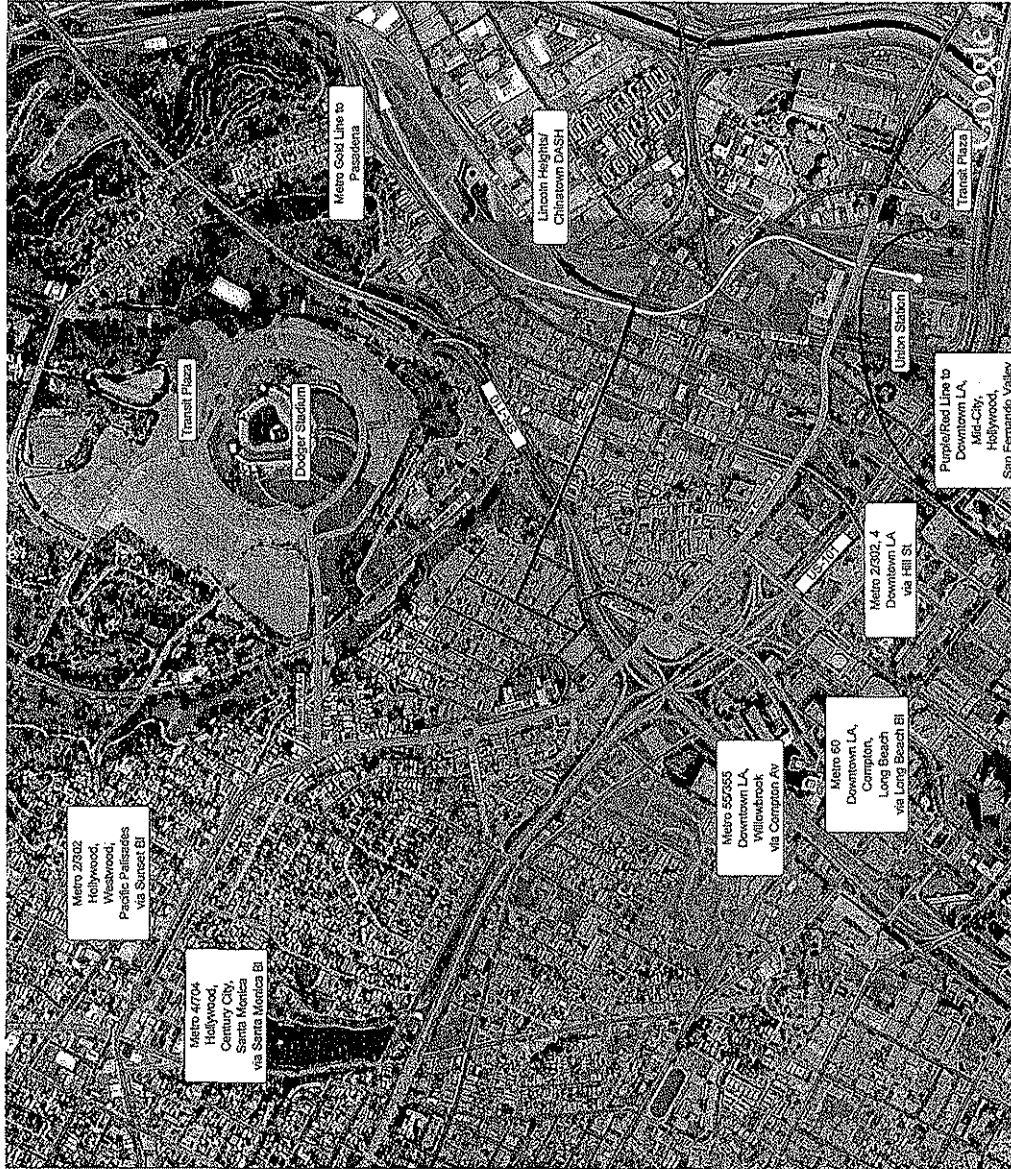 Metro 2/302
Hollywood,
Westwood,
Pacific Palisades
via Sunset Bl
Metro 4/704
Hollywood,
Century City,
Santa Monica
via Santa Monica Bl
Transit Plaza
Dodger Stadium
Metro Gold Line to
Pasadena
SR-110
Lincoln Heights/
Chinatown DASH
Metro 55/355
Downtown LA,
Willowbrook
via Compton Av
Metro 60
Downtown LA,
Compton,
Long Beach
via Long Beach Bl
US-101
Metro 2/302, 4
Downtown LA
via Hill St
Union Station
Purple/Red Line to
Downtown LA,
Mid-City,
Hollywood,
San Fernando Valley
Transit Plaza
Google